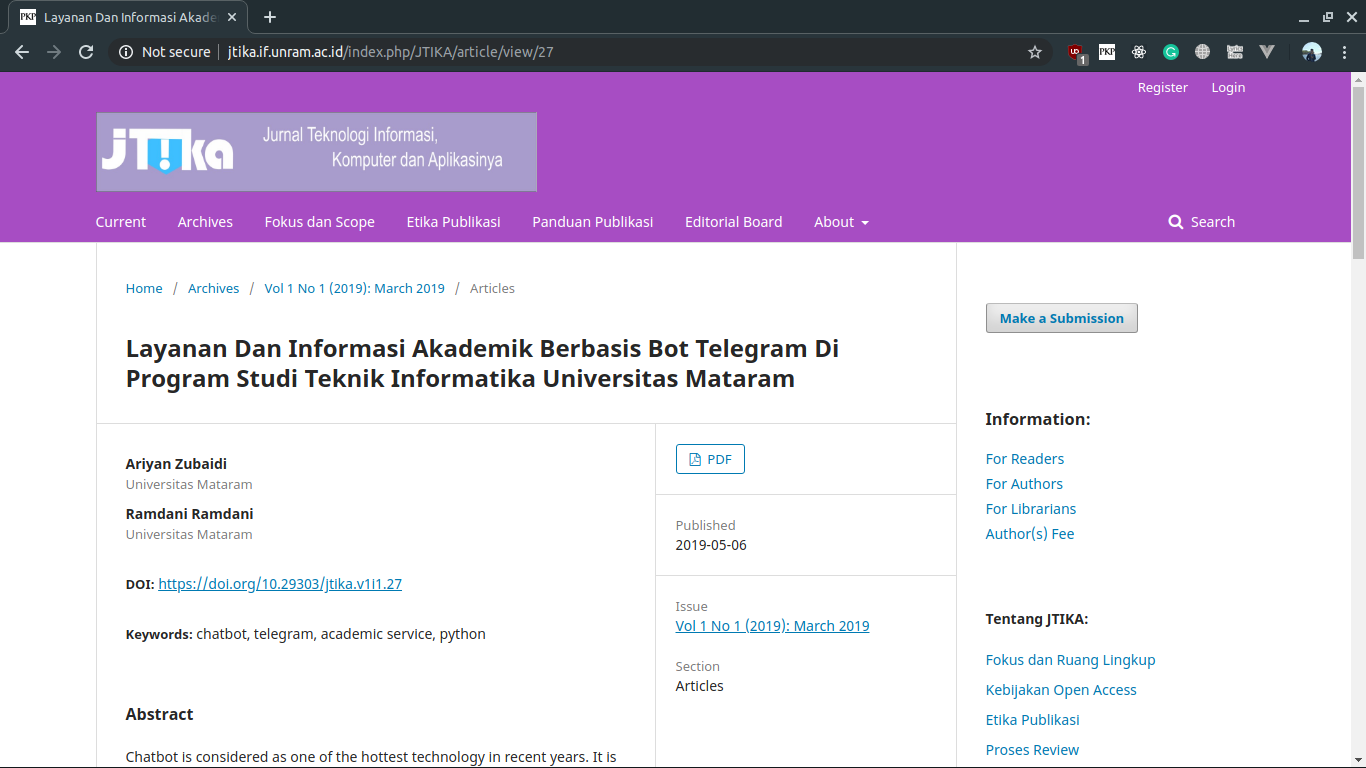 PKP Layanan Dan Informasi Akade
Not secure | jtika.if.unram.ac.id/index.php/JTIKA/article/view/27
UD 1 PKP
Register Login
JTIKA Jurnal Teknologi Informasi,
Komputer dan Aplikasinya
Current Archives Fokus dan Scope Etika Publikasi Panduan Publikasi Editorial Board About Search
Home / Archives / Vol 1 No 1 (2019): March 2019 / Articles
Make a Submission
Layanan Dan Informasi Akademik Berbasis Bot Telegram Di
Program Studi Teknik Informatika Universitas Mataram
Ariyan Zubaidi
Universitas Mataram
Ramdani Ramdani
Universitas Mataram
DOI: https://doi.org/10.29303/jtika.v1i1.27
Keywords: chatbot, telegram, academic service, python
Abstract
Chatbot is considered as one of the hottest technology in recent years. It is
PDF
Published
2019-05-06
Issue
Vol 1 No 1 (2019): March 2019
Section
Articles
Information:
For Readers
For Authors
For Librarians
Author(s) Fee
Tentang JTIKA:
Fokus dan Ruang Lingkup
Kebijakan Open Access
Etika Publikasi
Proses Review